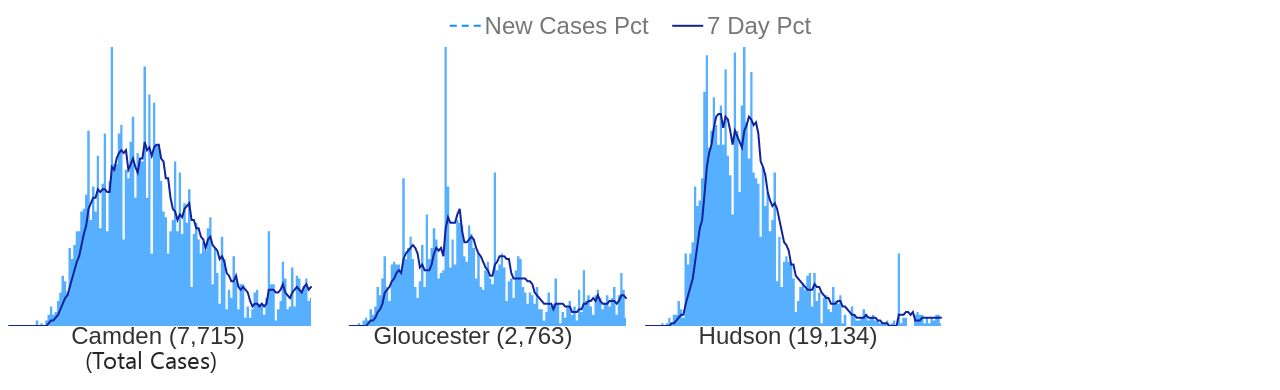 New Cases Pct 7 Day Pct
Camden (7,715) Gloucester (2,763) Hudson (19,134)
(Total Cases)